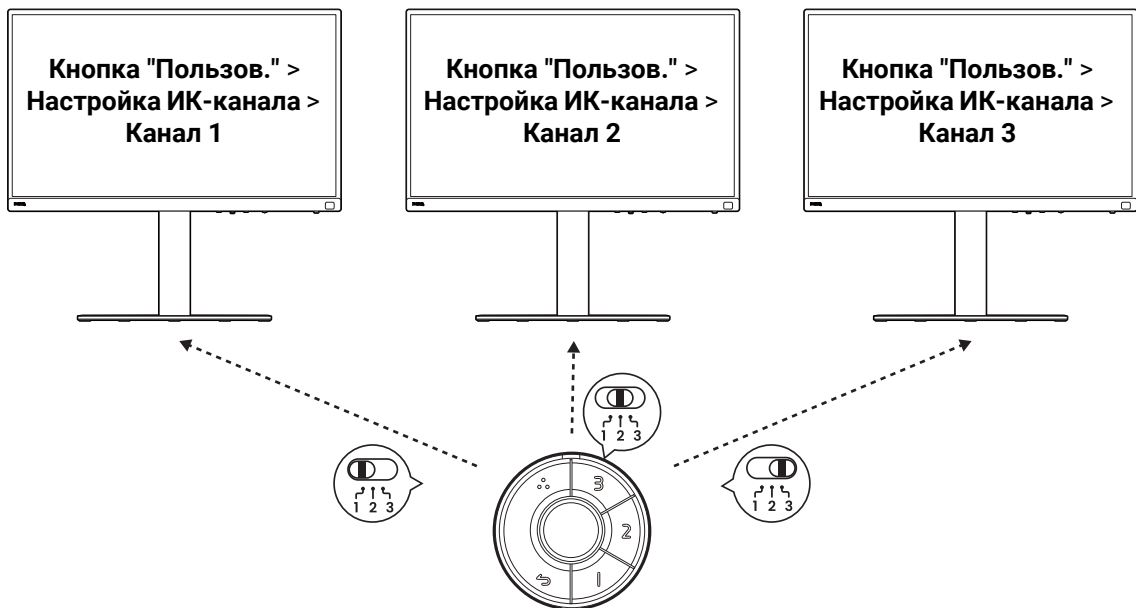 Кнопка "Пользов." >
Настройка ИК-канала >
Канал 1
Кнопка "Пользов." >
Настройка ИК-канала >
Канал 2
Кнопка "Пользов." >
Настройка ИК-канала >
Канал 3
1 2 3
1 2 3
1 2 3
3
2
1